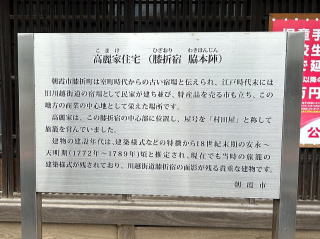 こまけ ひざおり わきほんじん
高麗家住宅（膝折宿 脇本陣）
朝霞市膝折町は室町時代からの古い宿場と伝えられ、江戸時代末には
旧川越街道の宿場として民家が建ち並び、特産品を売る市も立ち、この
地方の商業の中心地として栄えた場所です。
高麗家は、この膝折宿の中心部に位置し、屋号を「村田屋」と称して
旅籠を営んでいました。
建物の建設年代は、建築様式などの特徴から18世紀末期の安永〜
天明期(1772年〜1789年)頃と推定され、現在でも当時の旅籠の
建築様式が残されており、川越街道膝折宿の面影が残る貴重な建物です。
朝霞市